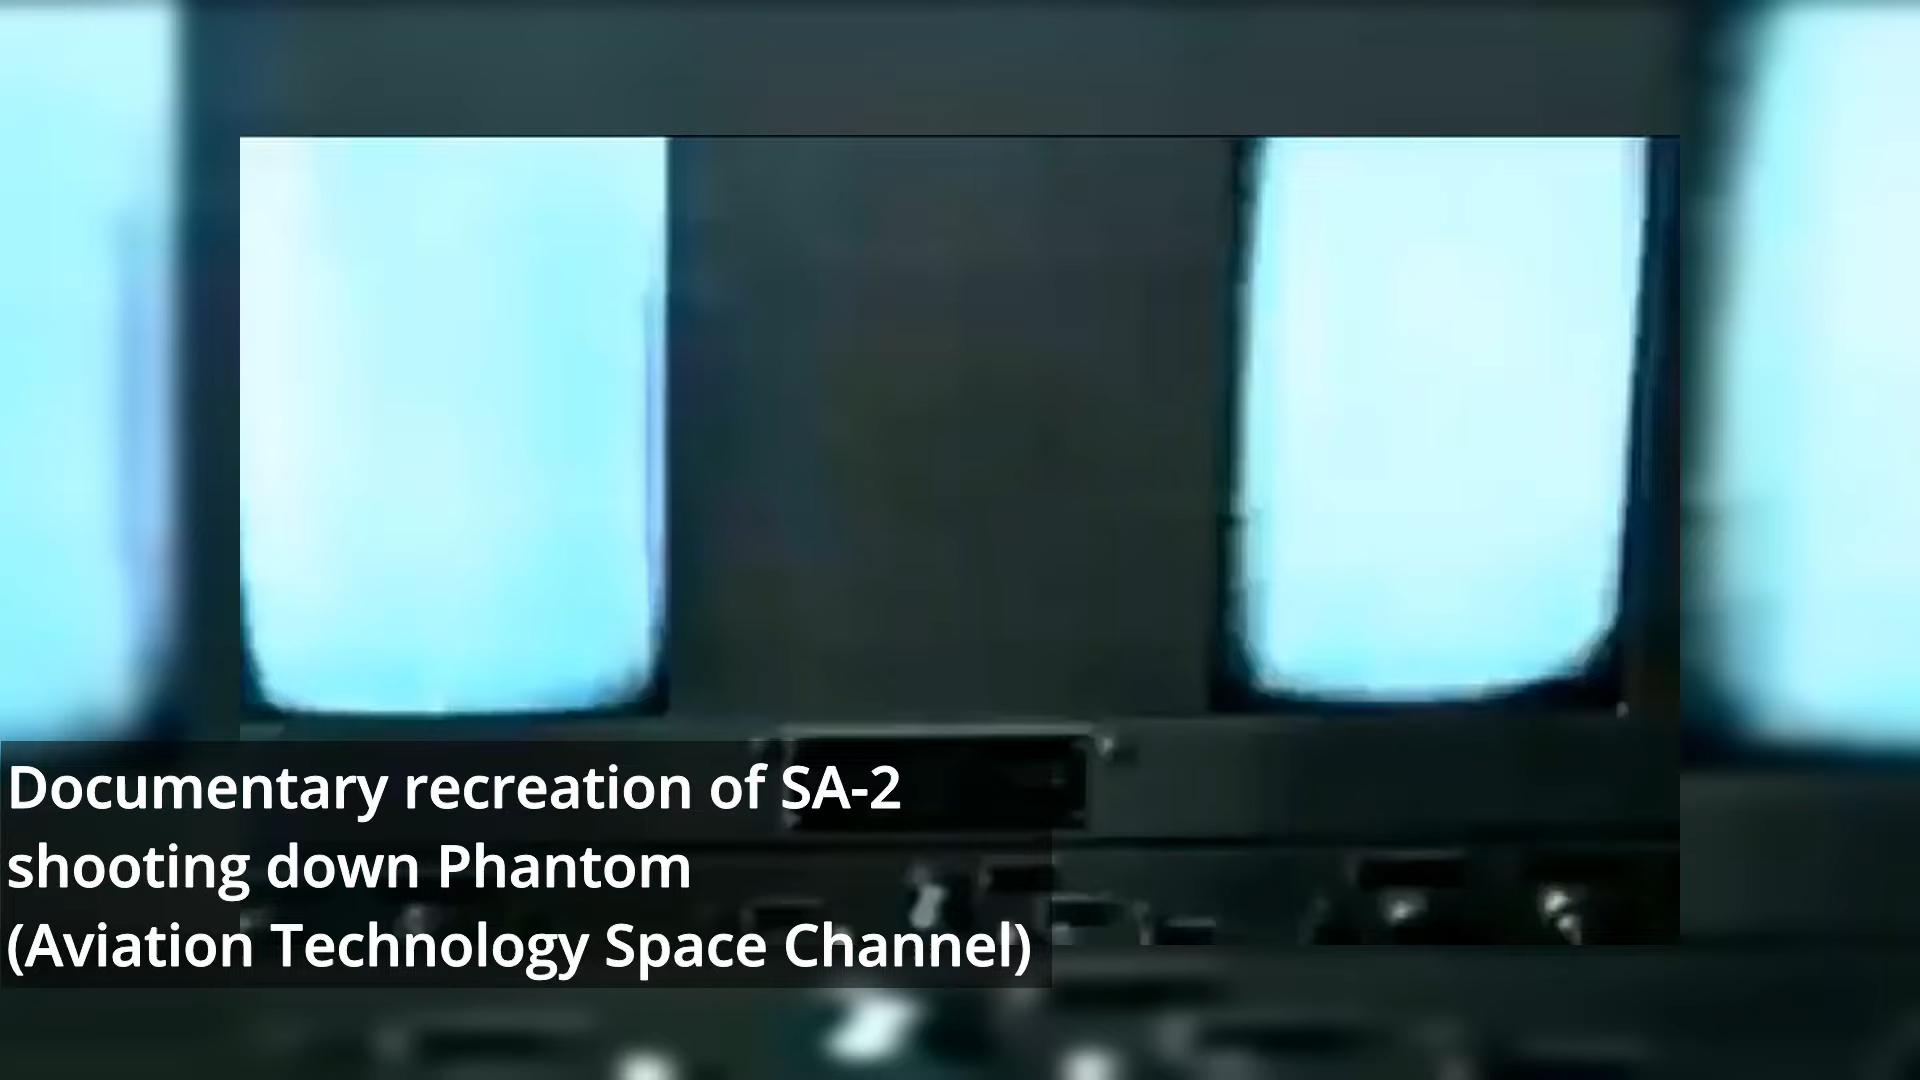 Documentary recreation of SA-2
shooting down Phantom
(Aviation Technology Space Channel)